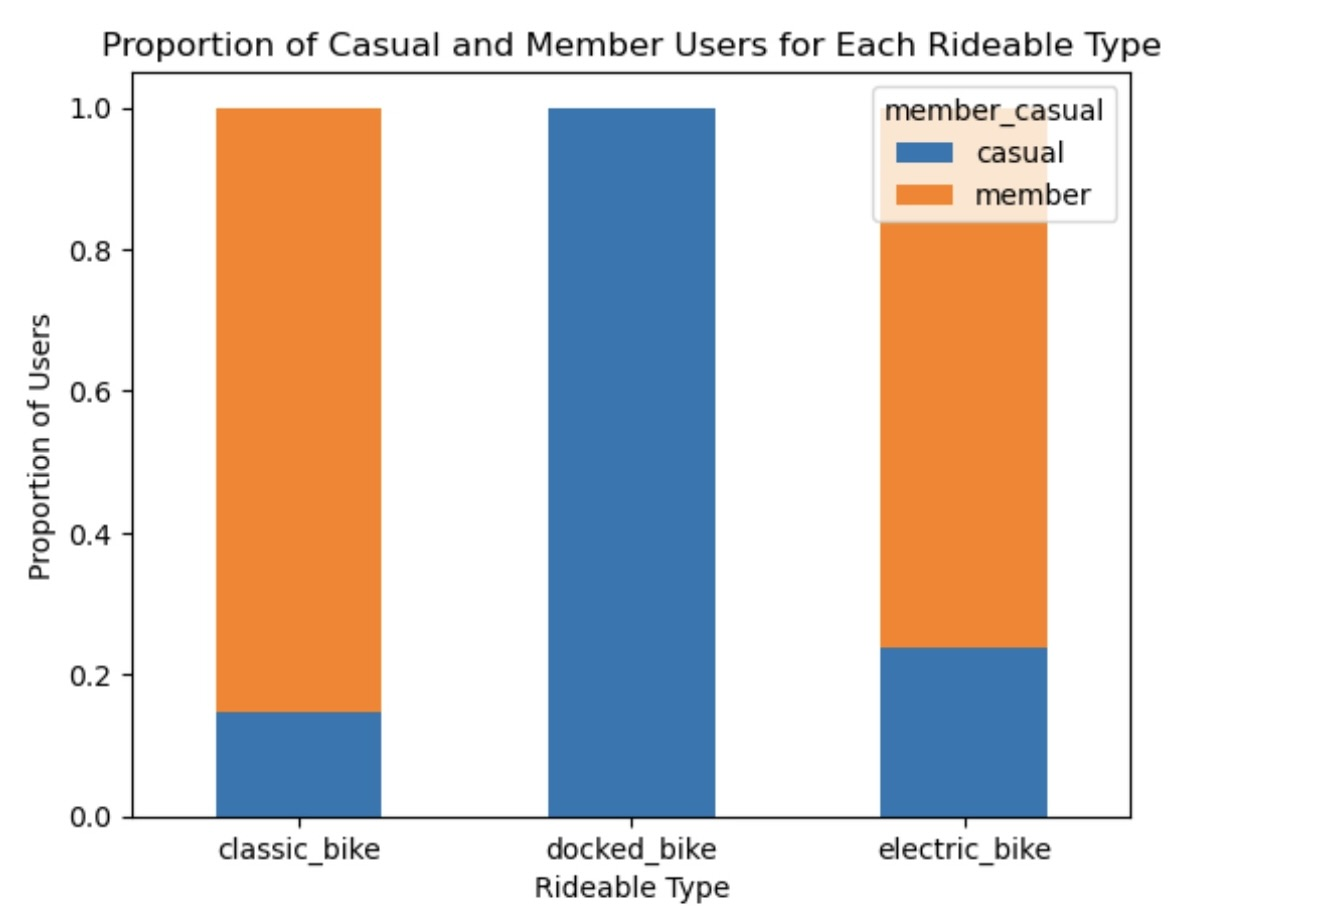 Proportion of Casual and Member Users for Each Rideable Type
member_casual
casual
member
Proportion of Users
1.0
0.8
0.6
0.4
0.2
0.0
classic_bike docked_bike electric_bike
Rideable Type